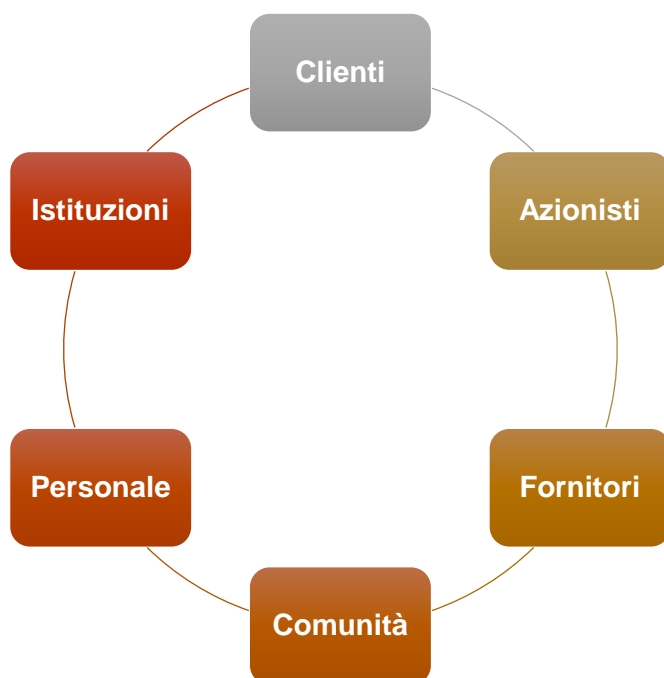 Clienti
Istituzioni
Azionisti
Personale
Fornitori
Comunità